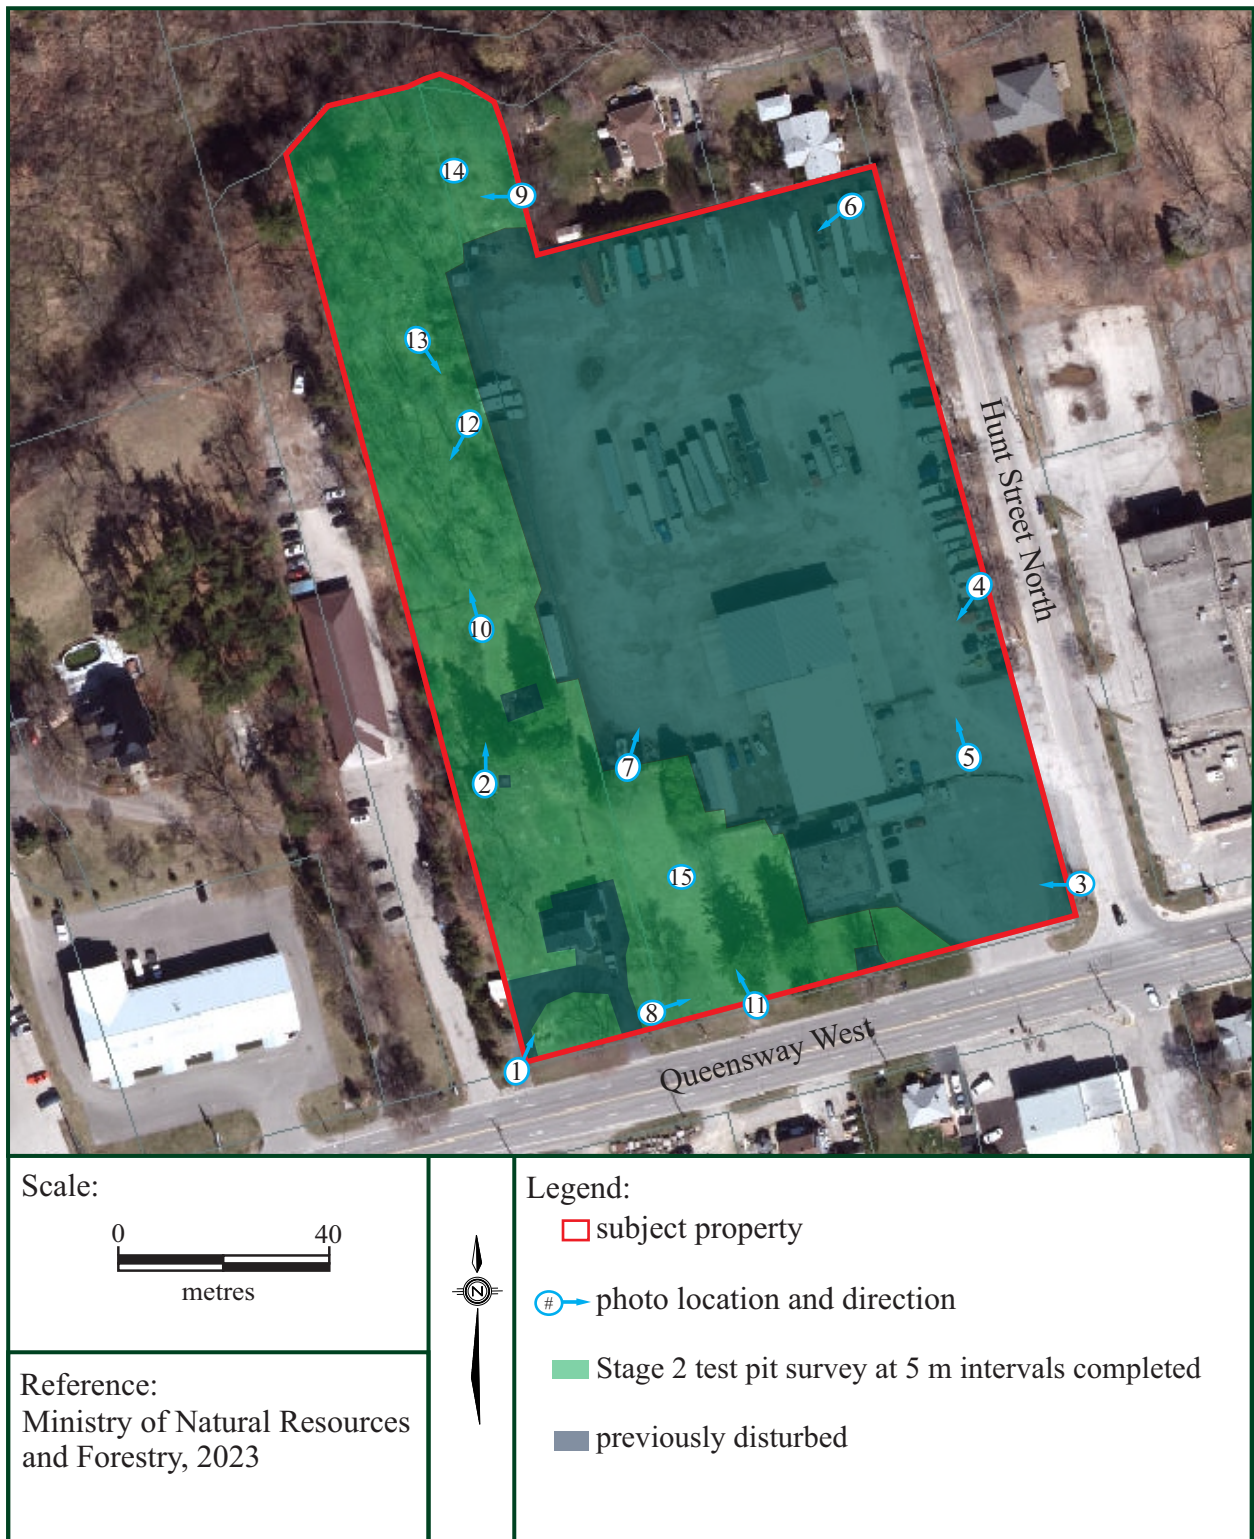 14
9
6
13
12
Hunt Street North
4
10
5
7
2
15
3
8
11
1
Queensway West
Scale:
0 40
metres
Reference:
Ministry of Natural Resources
and Forestry, 2023
N
Legend:
subject property
# photo location and direction
Stage 2 test pit survey at 5 m intervals completed
previously disturbed